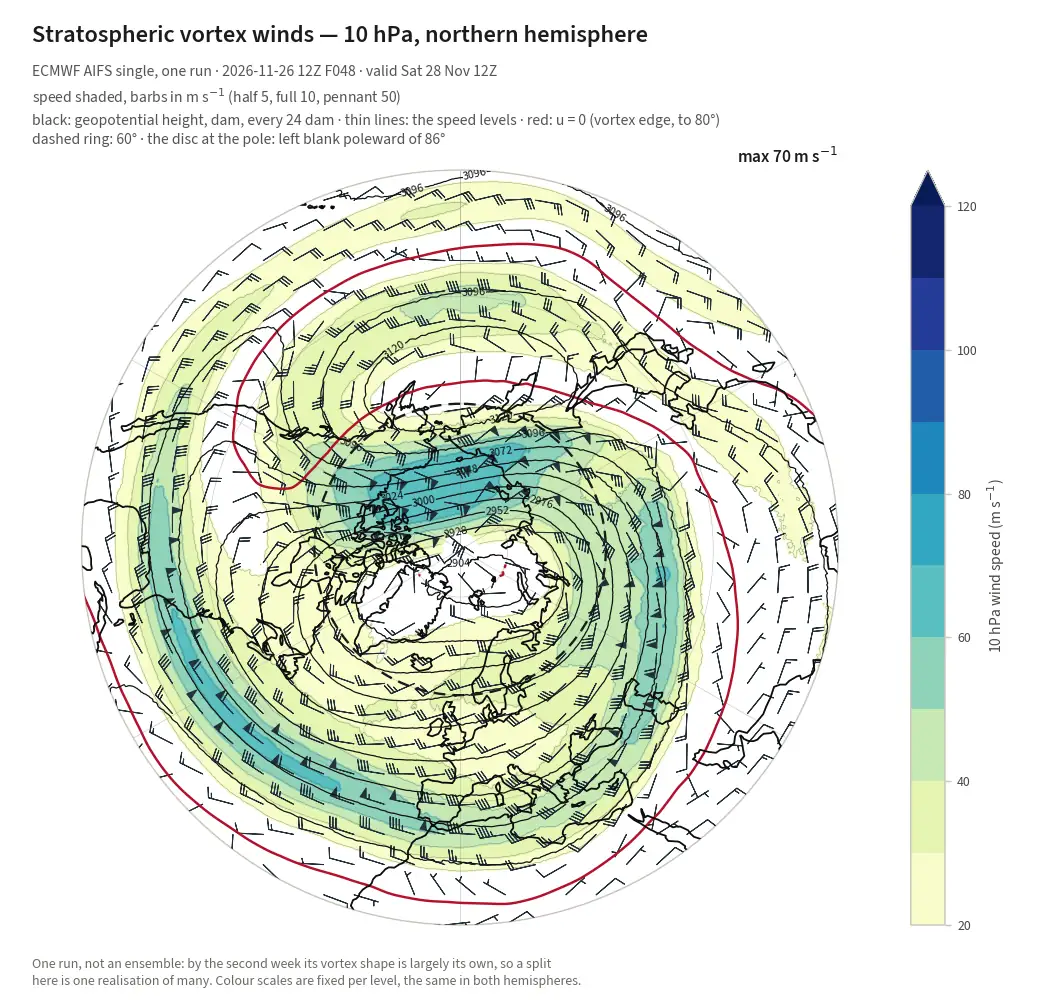 Stratospheric vortex winds — 10 hPa, northern hemisphere
ECMWF AIFS single, one run · 2026-11-26 12Z F048 · valid Sat 28 Nov 12Z
speed shaded, barbs in m s−1 (half 5, full 10, pennant 50)
black: geopotential height, dam, every 24 dam · thin lines: the speed levels · red: u = 0 (vortex edge, to 80°)
dashed ring: 60° · the disc at the pole: left blank poleward of 86°
max 70 m s−1
3096
3096
3096
3096
3120
3096
3072
3024
3000
2976
2952
2928
2904
120
100
80
60
40
20
10 hPa wind speed (m s−1)
One run, not an ensemble: by the second week its vortex shape is largely its own, so a split
here is one realisation of many. Colour scales are fixed per level, the same in both hemispheres.